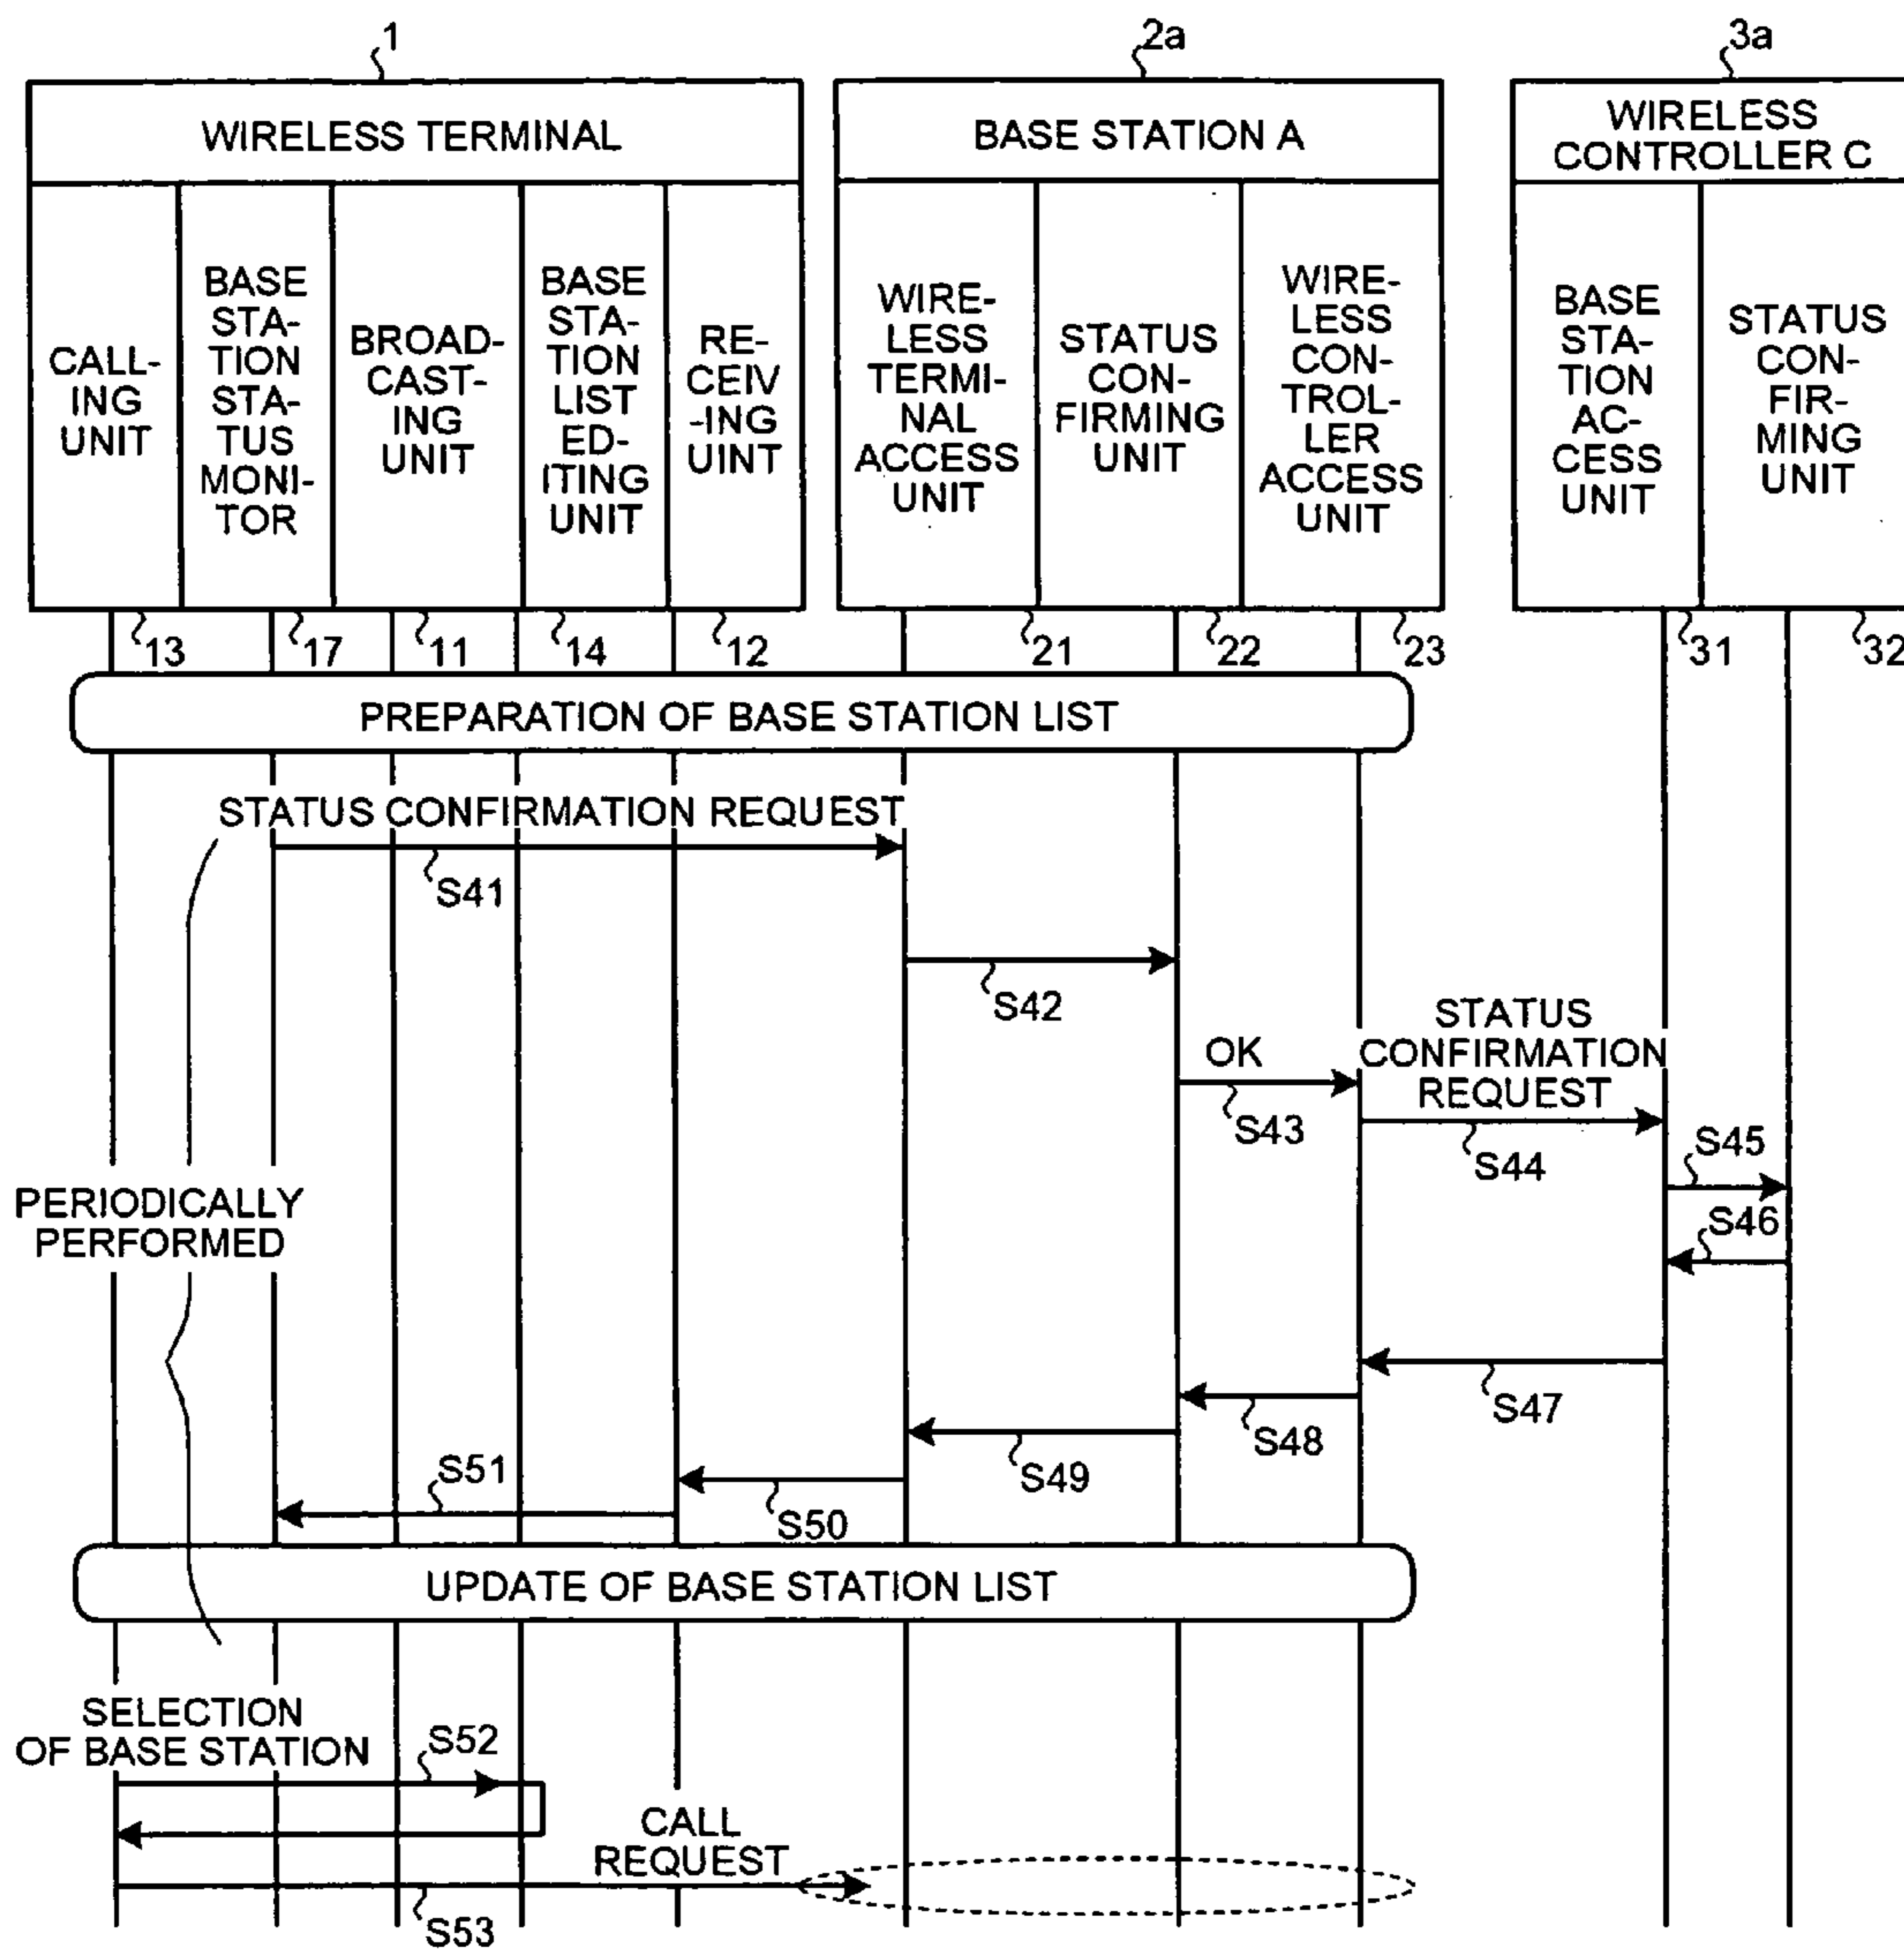 1
2a
3a
WIRELESS TERMINAL
BASE STATION A
WIRELESS
CONTROLLER C
CALL-
ING
UNIT
BASE
STA-
TION
STA-
TUS
MONI-
TOR
BROAD-
CAST-
ING
UNIT
BASE
STA-
TION
LIST
ED-
ITING
UNIT
RE-
CEIV
-ING
UINT
WIRE-
LESS
TERMI-
NAL
ACCESS
UNIT
STATUS
CON-
FIRMING
UNIT
WIRE-
LESS
CON-
TROL-
LER
ACCESS
UNIT
BASE
STA-
TION
AC-
CESS
UNIT
STATUS
CON-
FIR-
MING
UNIT
13
17
11
14
12
21
22
23
31
32
PREPARATION OF BASE STATION LIST
STATUS CONFIRMATION REQUEST
S41
S42
OK
S43
STATUS
CONFIRMATION
REQUEST
S44
S45
S46
PERIODICALLY
PERFORMED
S47
S48
S49
S50
S51
UPDATE OF BASE STATION LIST
SELECTION
OF BASE STATION
S52
CALL
REQUEST
S53